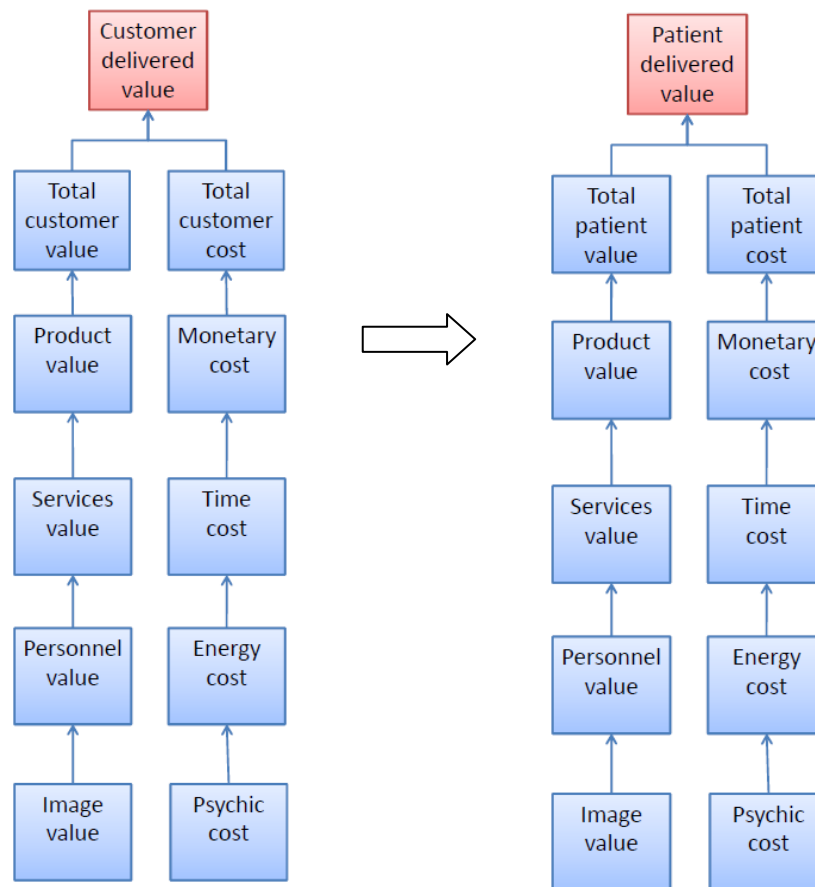 Customer
delivered
value
Total
customer
value
Total
customer
cost
Product
value
Monetary
cost
Services
value
Time
cost
Personnel
value
Energy
cost
Image
value
Psychic
cost
Patient
delivered
value
Total
patient
value
Total
patient
cost
Product
value
Monetary
cost
Services
value
Time
cost
Personnel
value
Energy
cost
Image
value
Psychic
cost